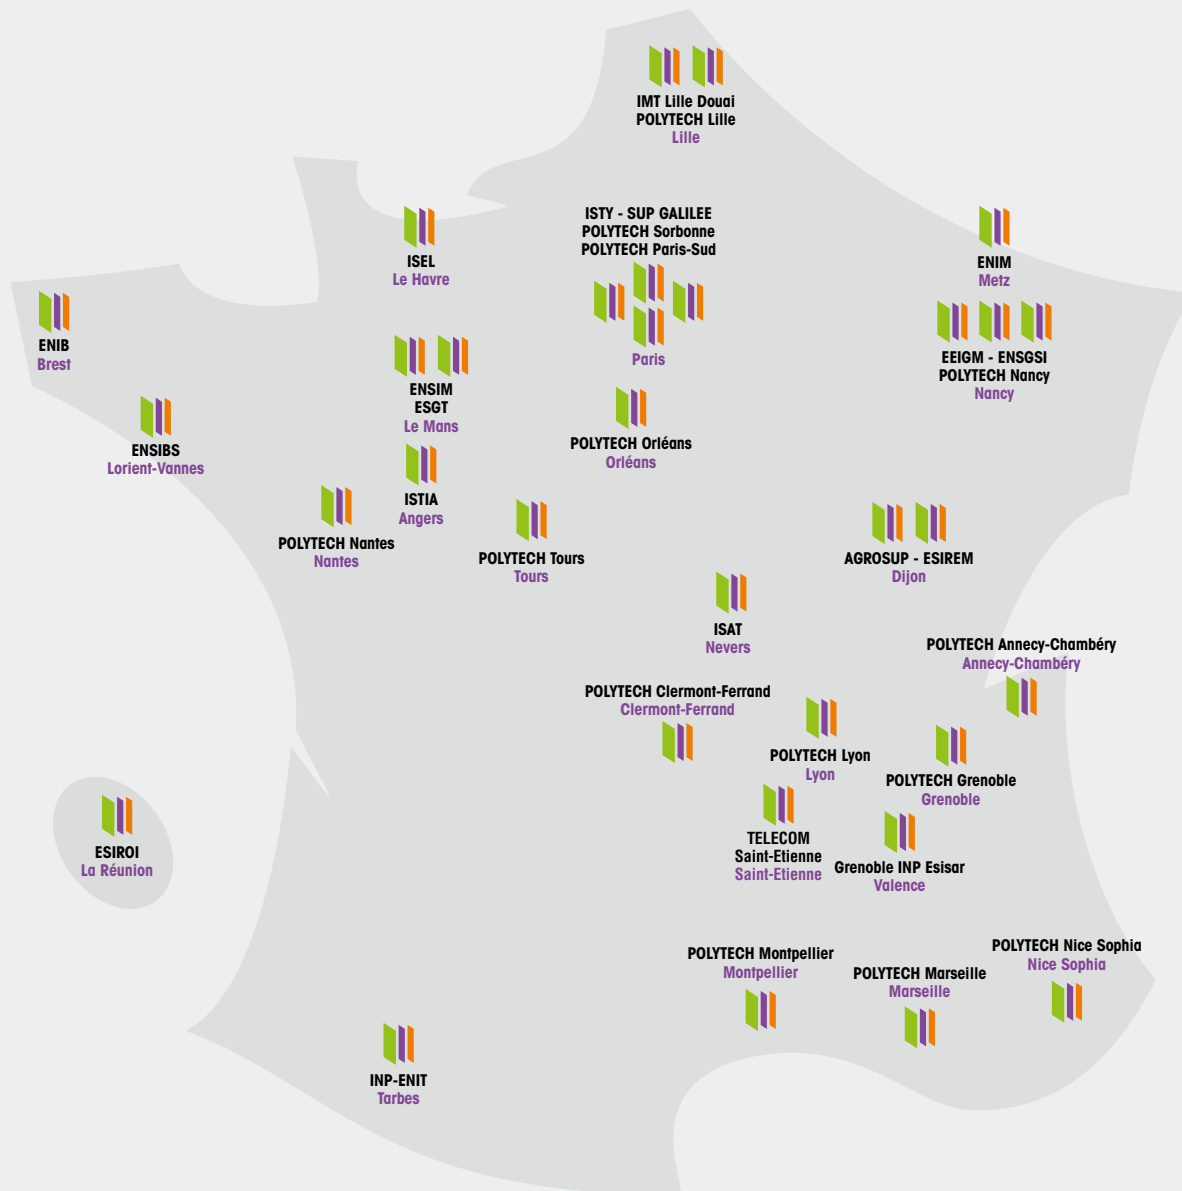 IMT Lille Douai
POLYTECH Lille
Lille
ISEL
Le Havre
ISTY - SUP GALILEE
POLYTECH Sorbonne
POLYTECH Paris-Sud
Paris
ENIM
Metz
ENIB
Brest
ENSIM
ESGT
Le Mans
EEIGM - ENSGSI
POLYTECH Nancy
Nancy
ENSIBS
Lorient-Vannes
POLYTECH Orléans
Orléans
ISTIA
Angers
POLYTECH Nantes
Nantes
POLYTECH Tours
Tours
AGROSUP - ESIREM
Dijon
ISAT
Nevers
POLYTECH Annecy-Chambéry
Annecy-Chambéry
POLYTECH Clermont-Ferrand
Clermont-Ferrand
POLYTECH Lyon
Lyon
POLYTECH Grenoble
Grenoble
TELECOM
Saint-Etienne
Saint-Etienne
Grenoble INP Esisar
Valence
ESIROI
La Réunion
POLYTECH Montpellier
Montpellier
POLYTECH Marseille
Marseille
POLYTECH Nice Sophia
Nice Sophia
INP-ENIT
Tarbes